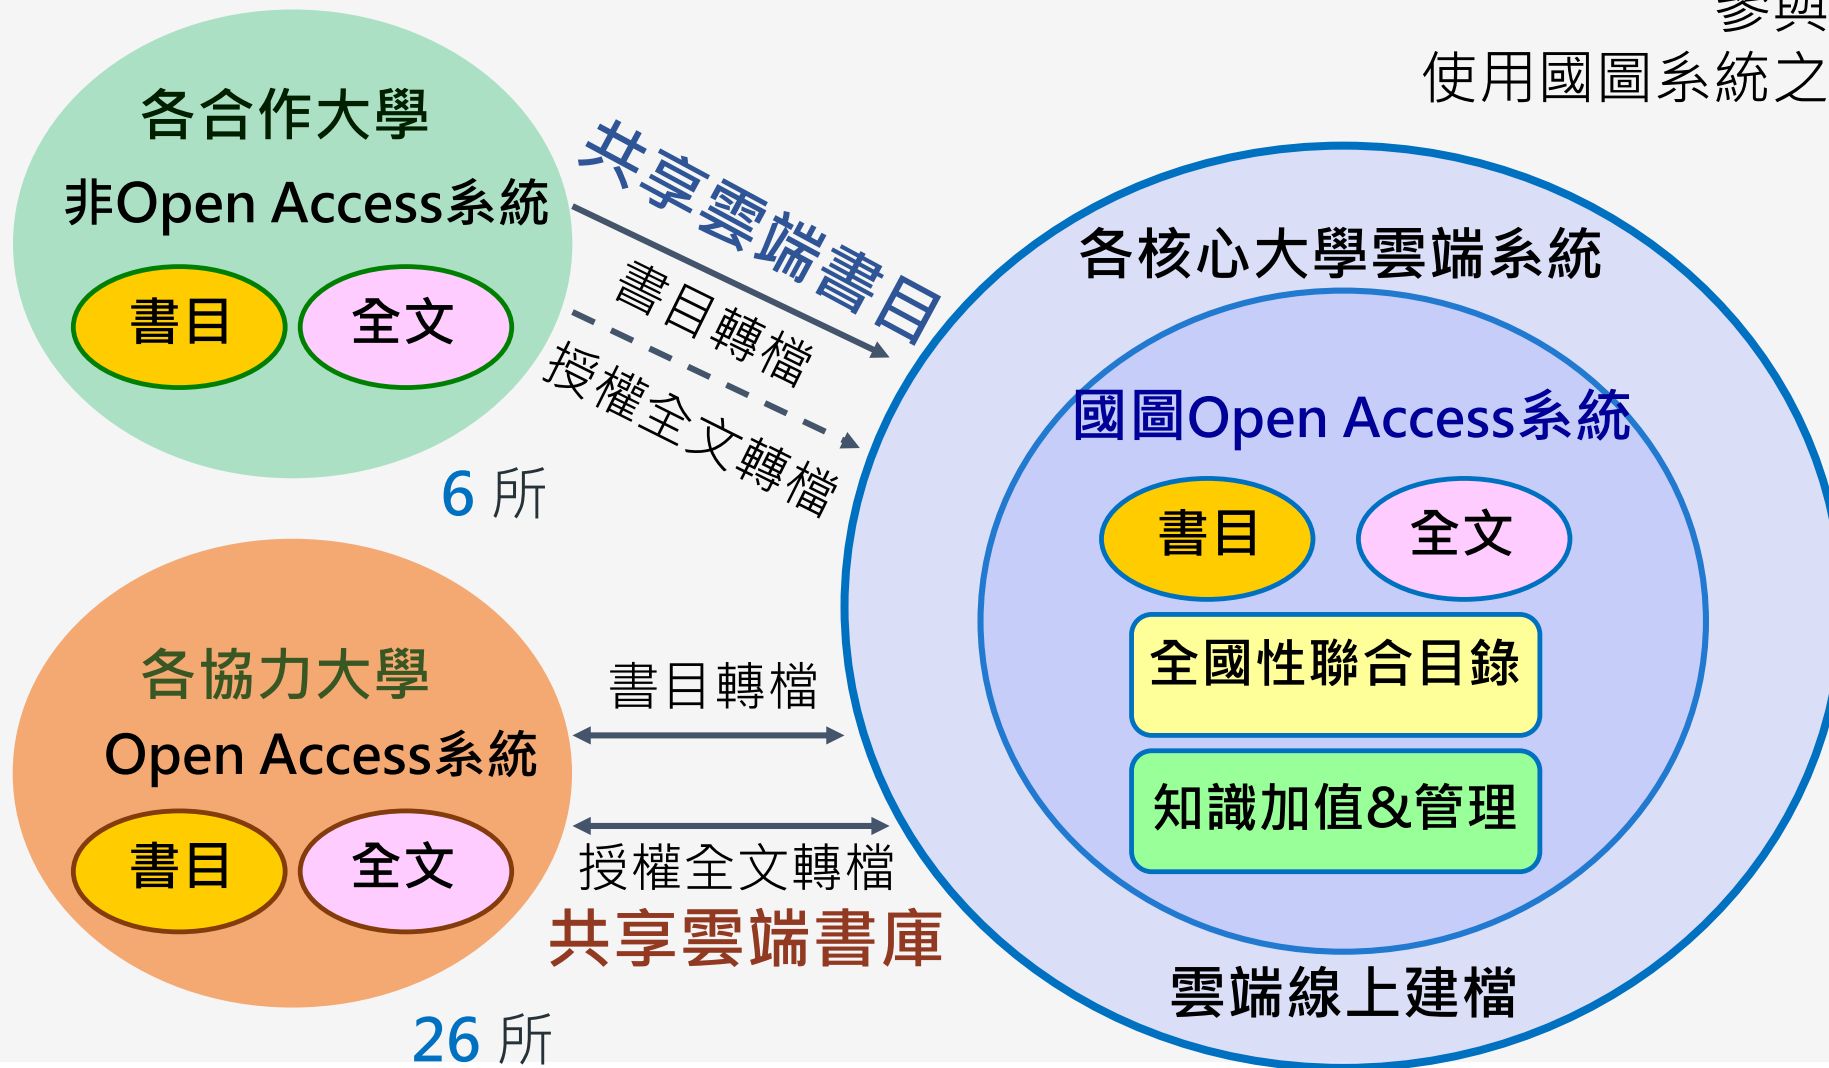 參與
使用國圖系統之
各合作大學
非Open Access系統
書目
全文
6 所
共享雲端書目
書目轉檔
授權全文轉檔
各協力大學
Open Access系統
書目
全文
26 所
書目轉檔
授權全文轉檔
共享雲端書庫
各核心大學雲端系統
國圖Open Access系統
書目
全文
全國性聯合目錄
知識加值&管理
雲端線上建檔